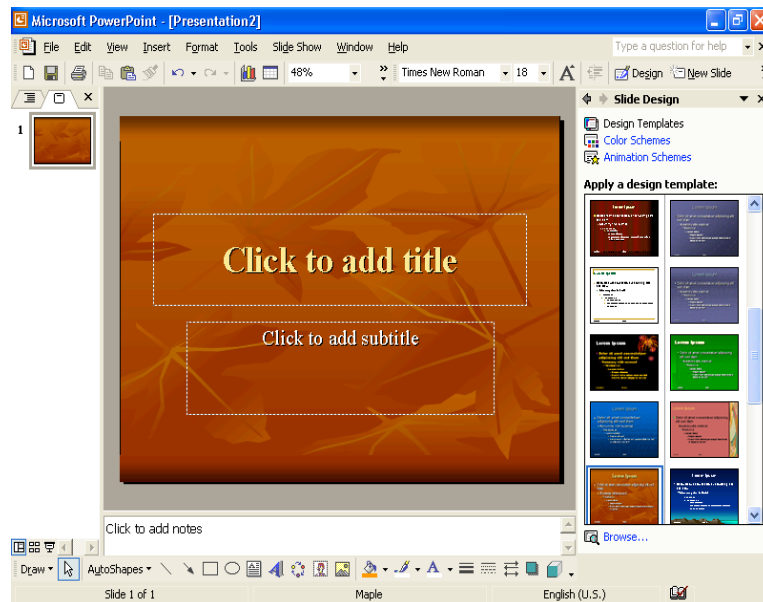 Microsoft PowerPoint - [Presentation2]
File Edit View Insert Format Tools Slide Show Window Help Type a question for help
48% Times New Roman 18 A Design New Slide
Slide Design
1
Design Templates
Color Schemes
Animation Schemes
Apply a design template:
Click to add title
Click to add subtitle
Click to add notes
Browse...
Draw AutoShapes A A
Slide 1 of 1 Maple English (U.S.)